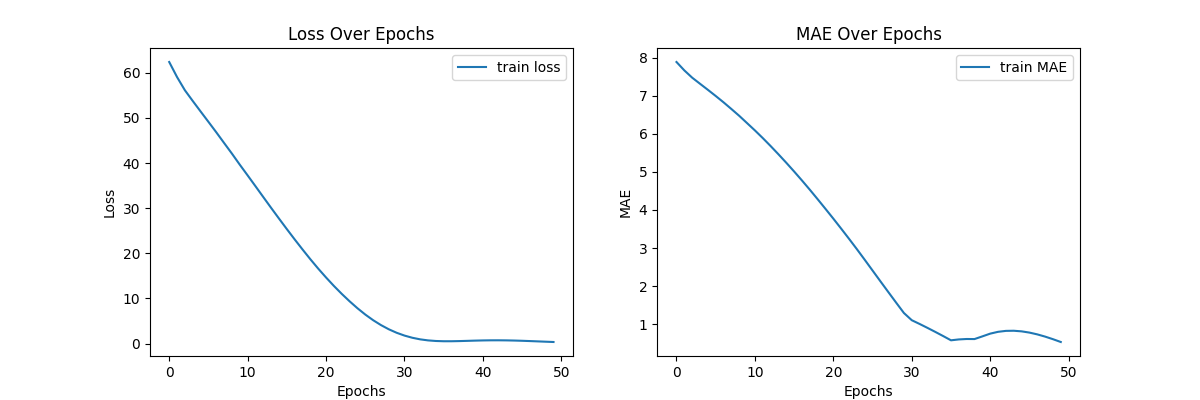 Loss Over Epochs
train loss
60
50
40
30
20
10
0
Loss
0 10 20 30 40 50
Epochs
MAE Over Epochs
train MAE
8
7
6
5
4
3
2
1
MAE
0 10 20 30 40 50
Epochs